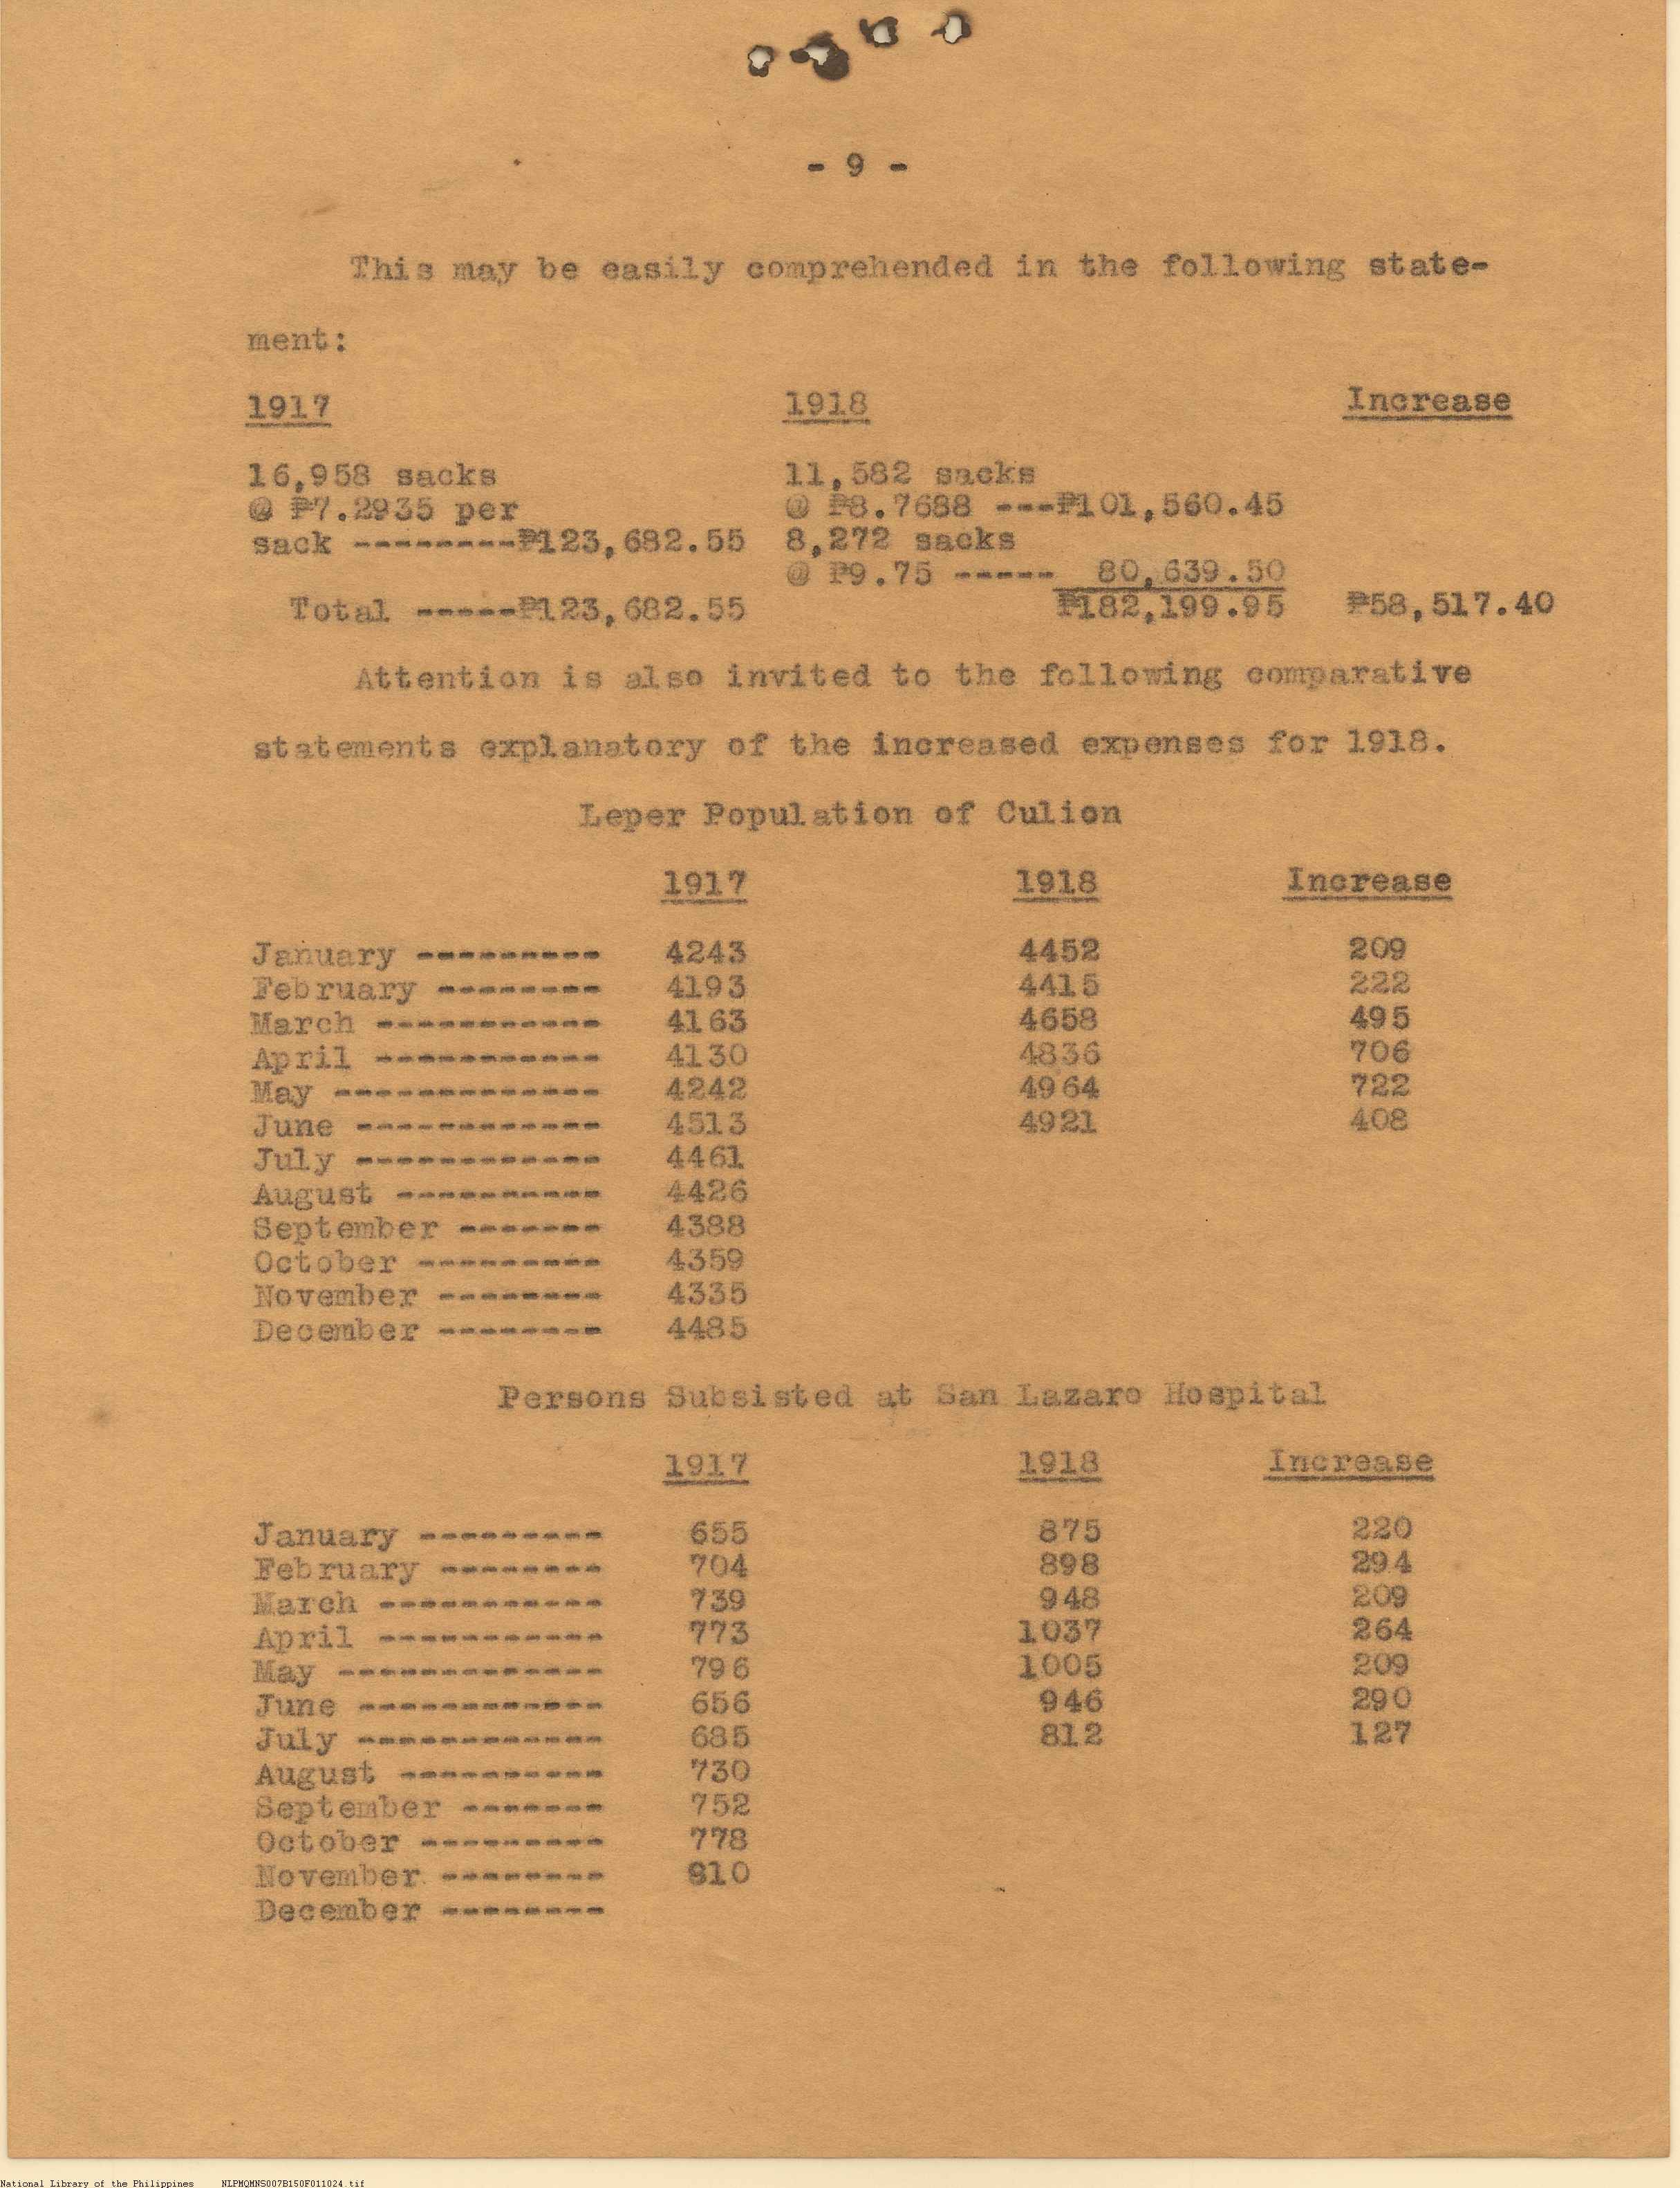 - 9 -
This may be easily comprehended in the following state-
ment:
1917 1918 Increase
16,958 sacks 11,582 sacks
@ ₱7.2935 per @ ₱8.7688 ---₱101,560.45
sack --------₱123,682.55 8,272 sacks
@ ₱9.75 ----- 80,639.50
Total -----₱123,682.55 ₱182,199.95 ₱58,517.40
Attention is also invited to the following comparative
statements explanatory of the increased expenses for 1918.
Leper Population of Culion
1917 1918 Increase
January --------- 4243 4452 209
February -------- 4193 4415 222
March ----------- 4163 4658 495
April ----------- 4130 4836 706
May ------------- 4242 4964 722
June ------------ 4513 4921 408
July ------------ 4461
August ---------- 4426
September ------- 4388
October --------- 4359
November -------- 4335
December -------- 4485
Persons Subsisted at San Lazaro Hospital
1917 1918 Increase
January --------- 655 875 220
February -------- 704 898 294
March ----------- 739 948 209
April ----------- 773 1037 264
May ------------- 796 1005 209
June ------------ 656 946 290
July ------------ 685 812 127
August ---------- 730
September ------- 752
October --------- 778
November -------- 810
December --------
National Library of the Philippines NLPMQMNS007B150F011024.tif